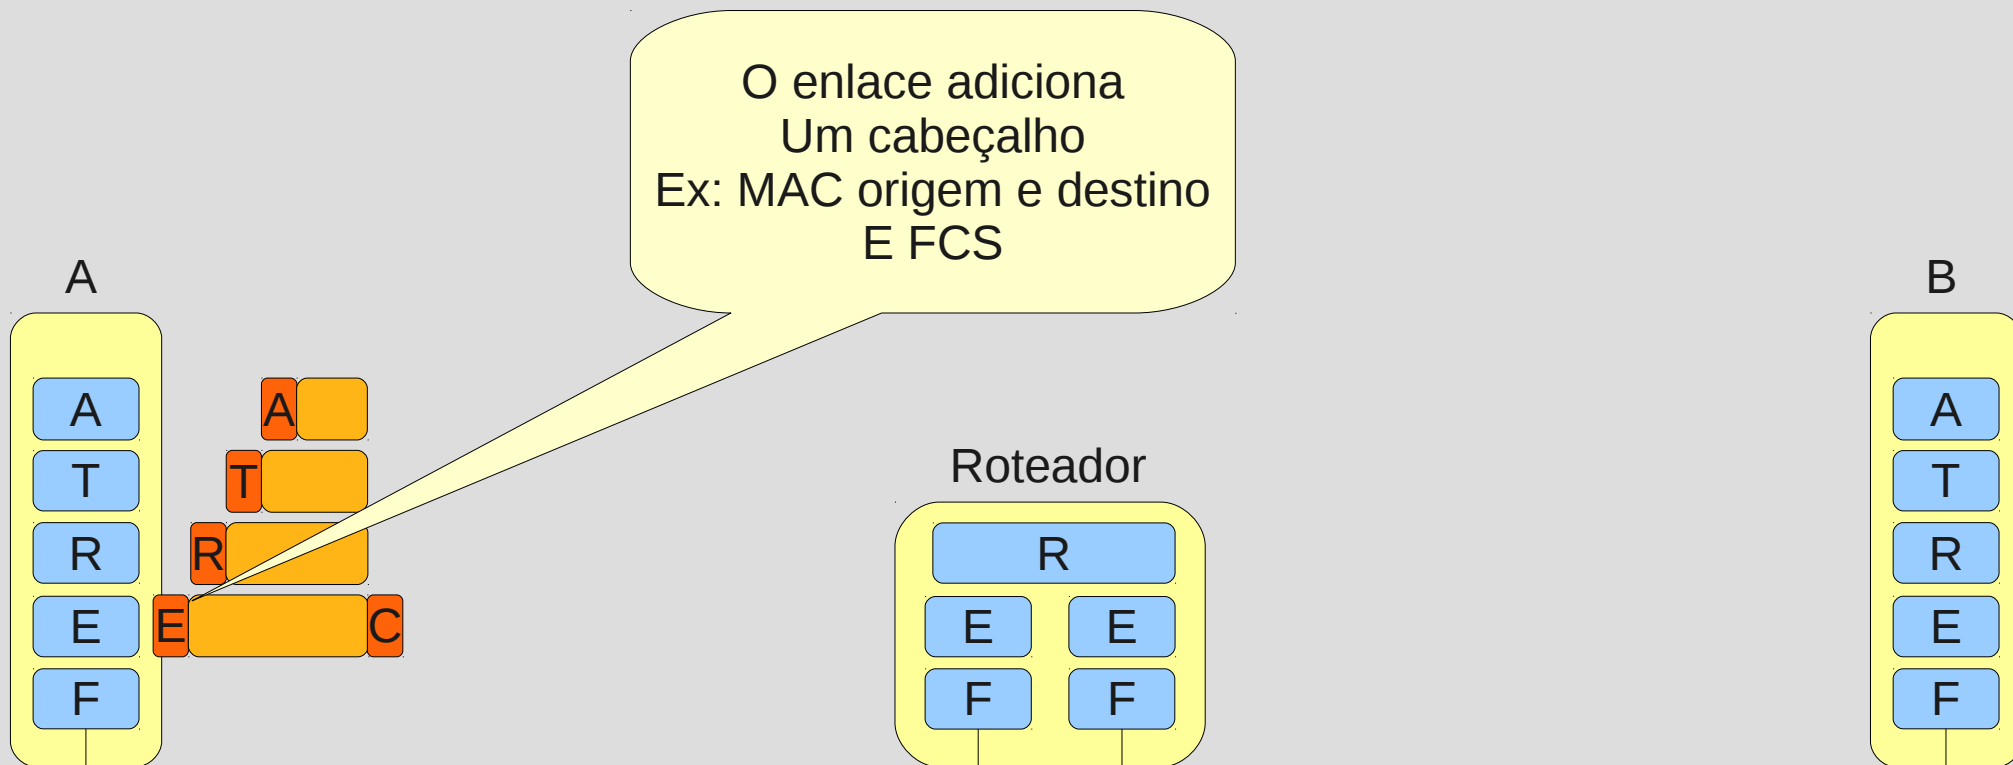 O enlace adiciona
Um cabeçalho
Ex: MAC origem e destino
E FCS
A
B
A
A
A
T
T
T
Roteador
R
R
R
R
E
E
C
E
E
E
F
F
F
F